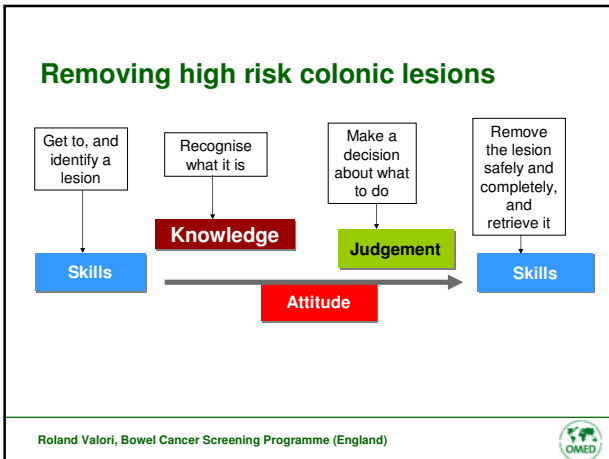 Removing high risk colonic lesions
Get to, and
identify a
lesion
Recognise
what it is
Make a
decision
about what
to do
Remove
the lesion
safely and
completely,
and
retrieve it
Knowledge
Judgement
Skills
Skills
Attitude
Roland Valori, Bowel Cancer Screening Programme (England)
OMED